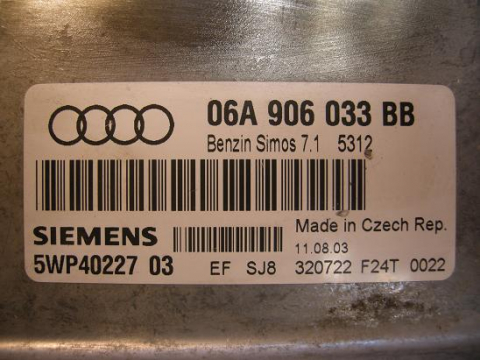 06A 906 033 BB
Benzin Simos 7.1 5312
SIEMENS
Made in Czech Rep.
11.08.03
5WP40227 03
EF SJ8 320722 F24T 0022